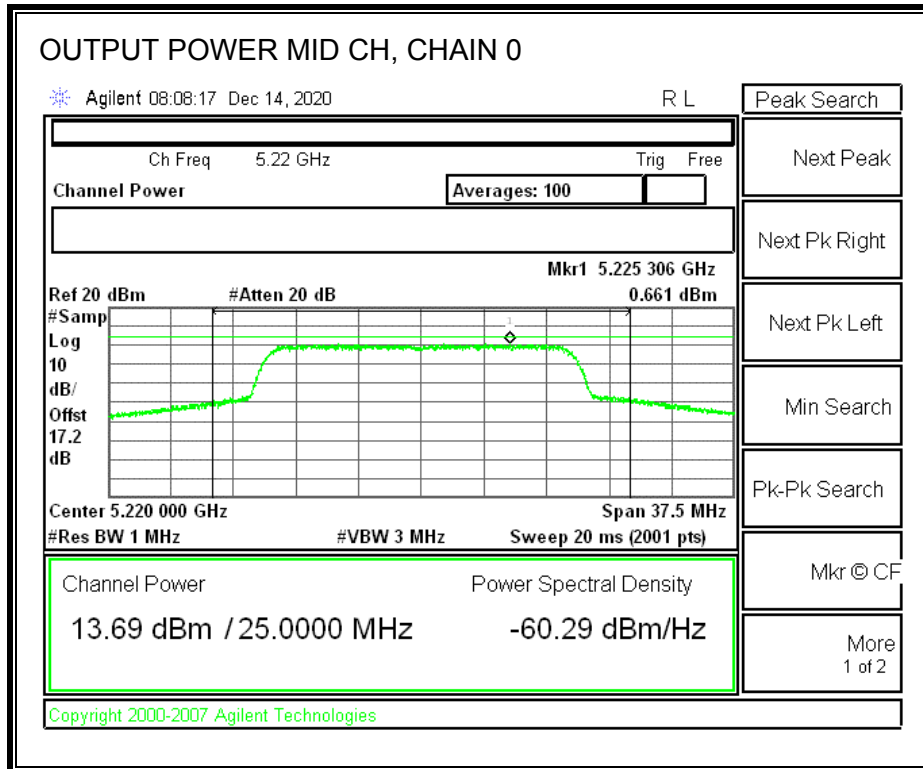 OUTPUT POWER MID CH, CHAIN 0
Agilent 08:08:17 Dec 14, 2020 R L
Peak Search
Ch Freq 5.22 GHz Trig Free
Channel Power Averages: 100
Mkr1 5.225 306 GHz
Ref 20 dBm #Atten 20 dB 0.661 dBm
#Samp
Log
10
dB/
Offst
17.2
dB
1
Center 5.220 000 GHz Span 37.5 MHz
#Res BW 1 MHz #VBW 3 MHz Sweep 20 ms (2001 pts)
Channel Power Power Spectral Density
13.69 dBm / 25.0000 MHz -60.29 dBm/Hz
Copyright 2000-2007 Agilent Technologies
Next Peak
Next Pk Right
Next Pk Left
Min Search
Pk-Pk Search
Mkr © CF
More
1 of 2